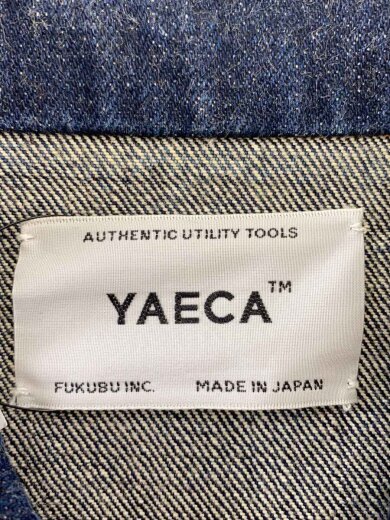 AUTHENTIC UTILITY TOOLS
YAECA™
FUKUBU INC. MADE IN JAPAN